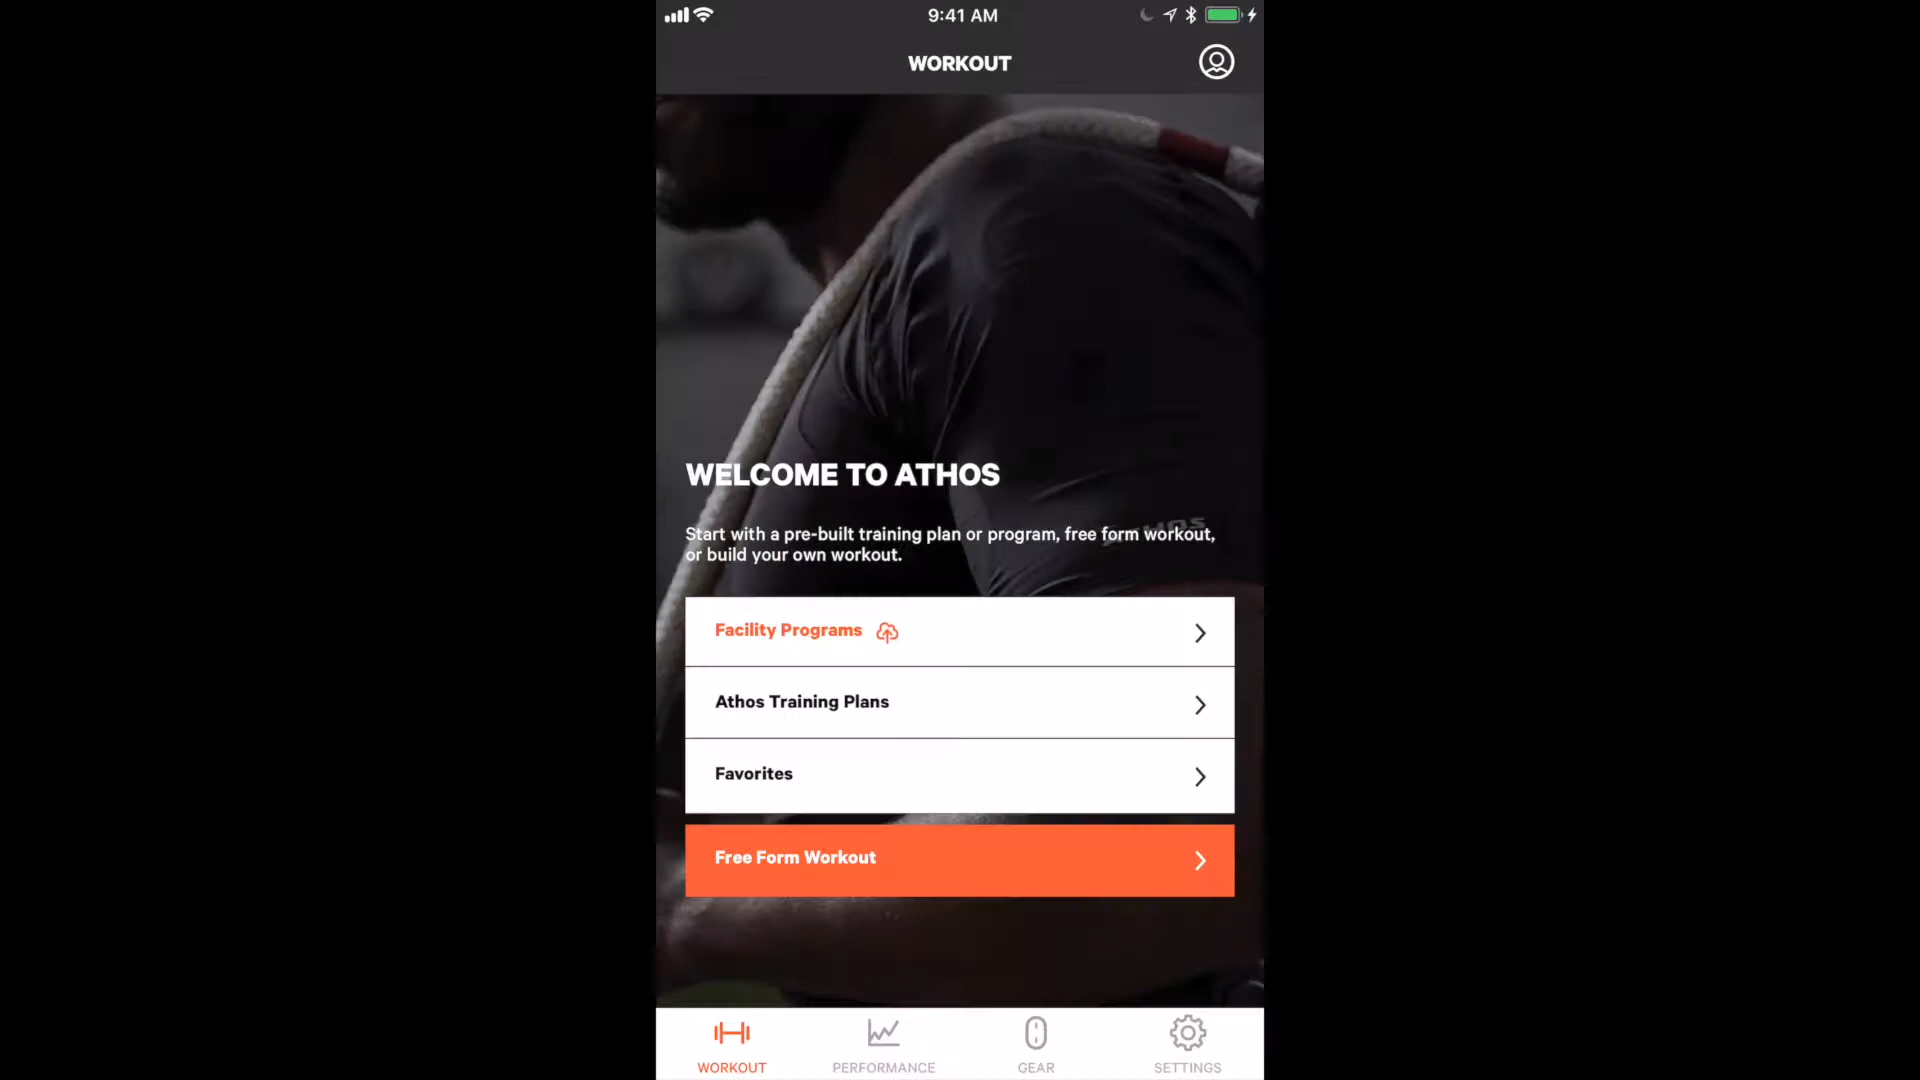 9:41 AM
WORKOUT
WELCOME TO ATHOS
ATHOS
Start with a pre-built training plan or program, free form workout,
or build your own workout.
Facility Programs
Athos Training Plans
Favorites
Free Form Workout
WORKOUT
PERFORMANCE
GEAR
SETTINGS